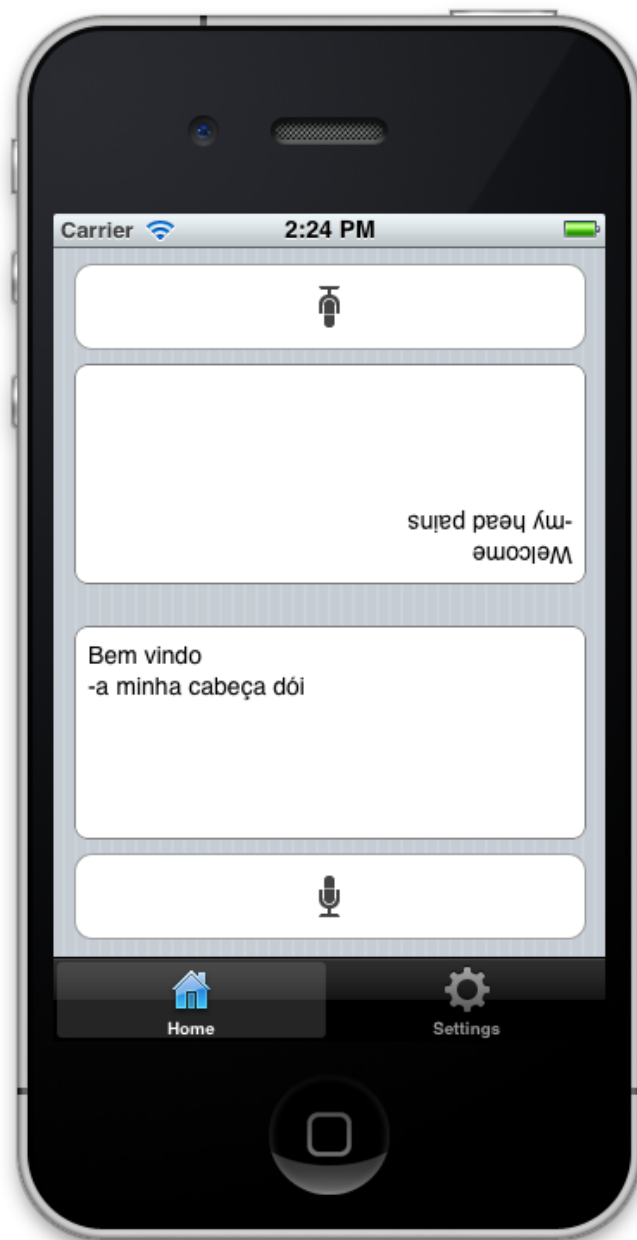 Carrier
2:24 PM
Welcome
-my head pains
Bem vindo
-a minha cabeça dói
Home
Settings